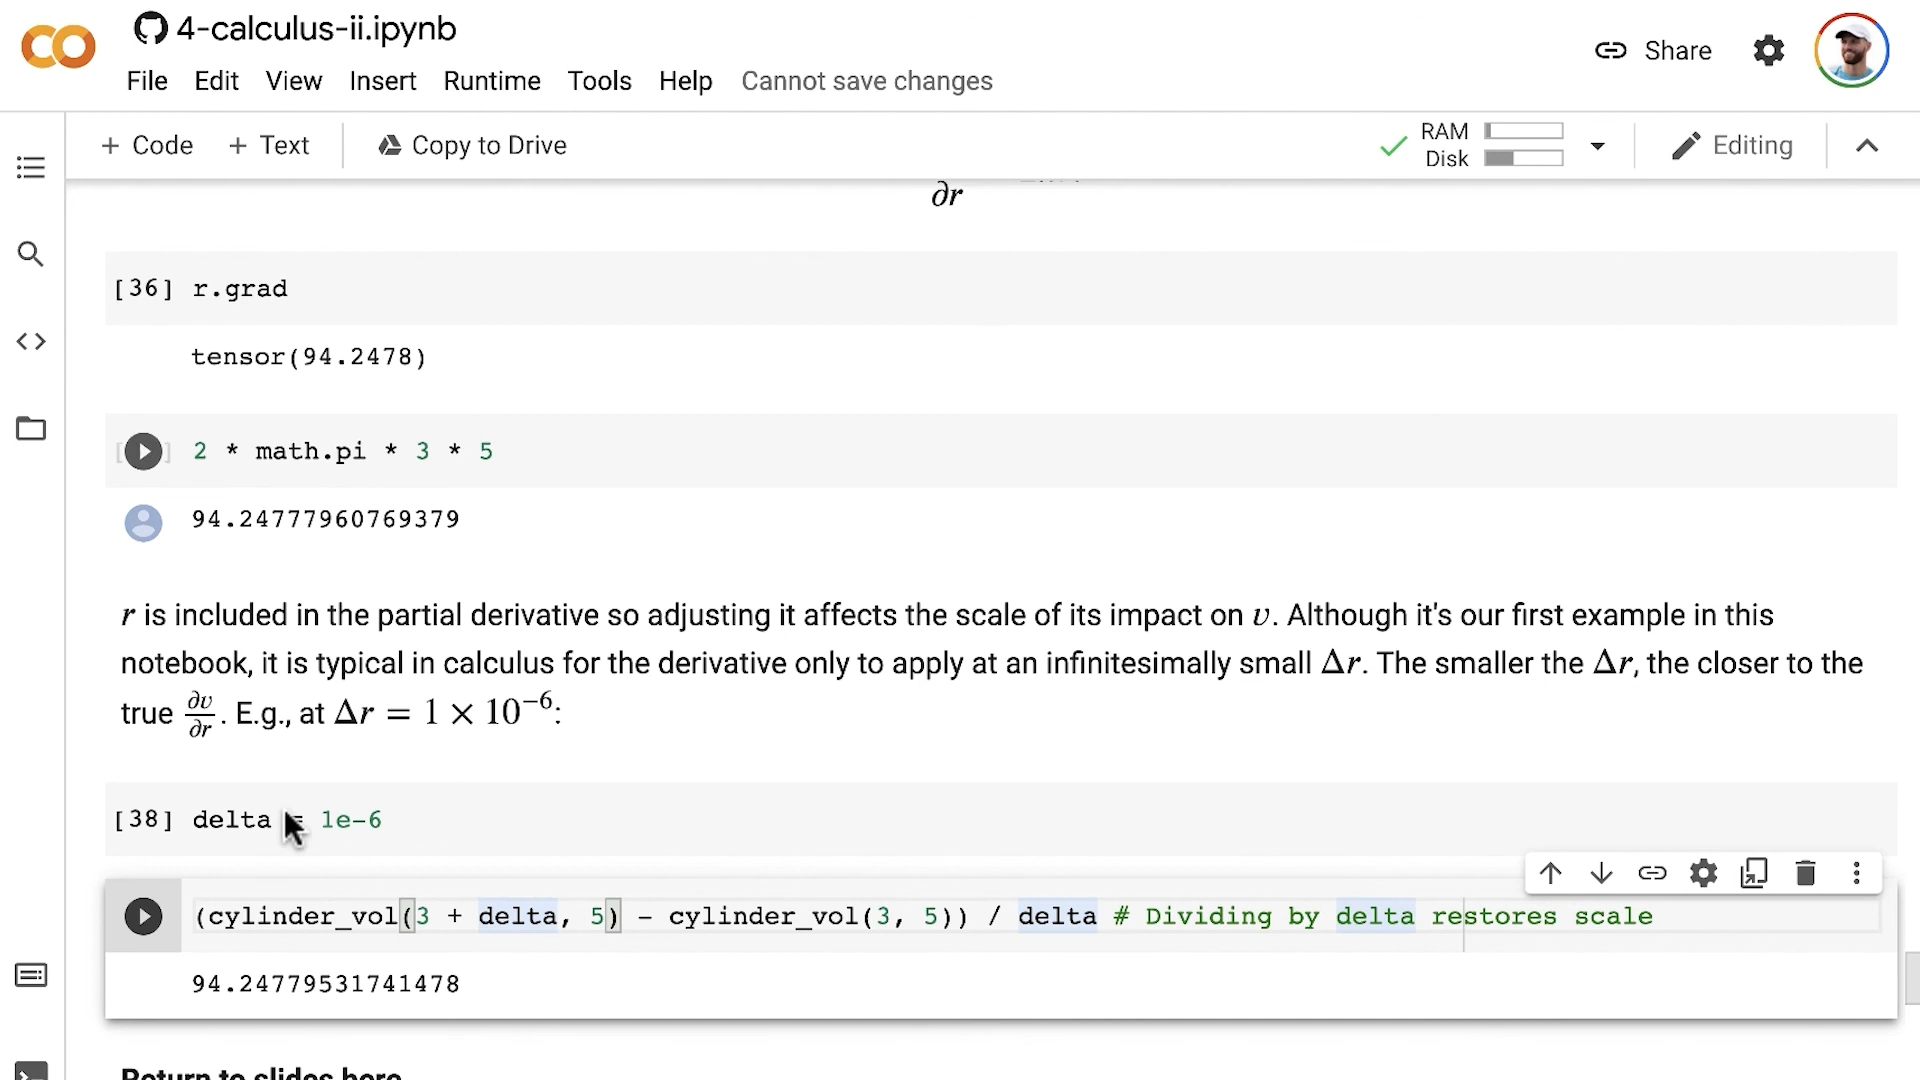 4-calculus-ii.ipynb
Share
File Edit View Insert Runtime Tools Help Cannot save changes
+ Code + Text Copy to Drive
RAM
Disk
Editing
∂r
[36] r.grad
tensor(94.2478)
[ ] 2 * math.pi * 3 * 5
94.24777960769379
r is included in the partial derivative so adjusting it affects the scale of its impact on v. Although it's our first example in this
notebook, it is typical in calculus for the derivative only to apply at an infinitesimally small Δr. The smaller the Δr, the closer to the
true ∂v/∂r. E.g., at Δr = 1 × 10⁻⁶:
[38] delta = 1e-6
(cylinder_vol(3 + delta, 5) - cylinder_vol(3, 5)) / delta # Dividing by delta restores scale
94.24779531741478
Return to slides here.